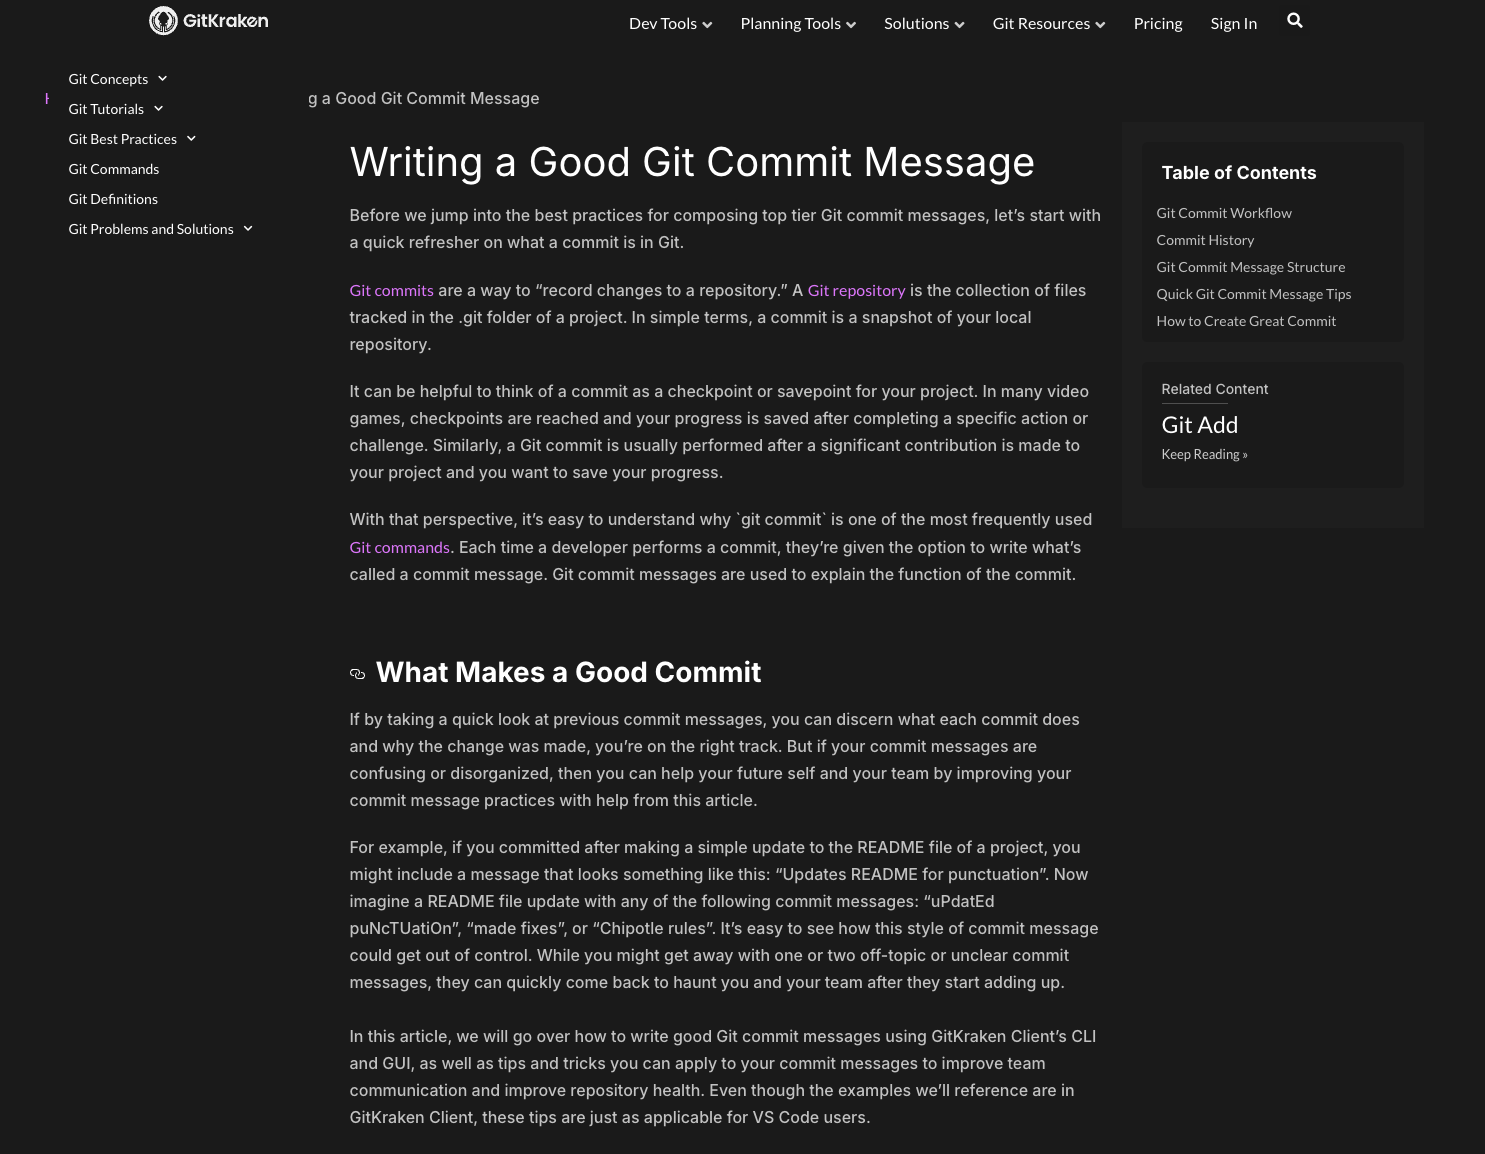 GitKraken
Dev Tools
Planning Tools
Solutions
Git Resources
Pricing
Sign In
Git Concepts
Git Tutorials
Git Best Practices
Git Commands
Git Definitions
Git Problems and Solutions
g a Good Git Commit Message
Writing a Good Git Commit Message
Before we jump into the best practices for composing top tier Git commit messages, let’s start with
a quick refresher on what a commit is in Git.
Git commits are a way to “record changes to a repository.” A Git repository is the collection of files
tracked in the .git folder of a project. In simple terms, a commit is a snapshot of your local
repository.
It can be helpful to think of a commit as a checkpoint or savepoint for your project. In many video
games, checkpoints are reached and your progress is saved after completing a specific action or
challenge. Similarly, a Git commit is usually performed after a significant contribution is made to
your project and you want to save your progress.
With that perspective, it’s easy to understand why `git commit` is one of the most frequently used
Git commands. Each time a developer performs a commit, they’re given the option to write what’s
called a commit message. Git commit messages are used to explain the function of the commit.
What Makes a Good Commit
If by taking a quick look at previous commit messages, you can discern what each commit does
and why the change was made, you’re on the right track. But if your commit messages are
confusing or disorganized, then you can help your future self and your team by improving your
commit message practices with help from this article.
For example, if you committed after making a simple update to the README file of a project, you
might include a message that looks something like this: “Updates README for punctuation”. Now
imagine a README file update with any of the following commit messages: “uPdatEd
puNcTUatiOn”, “made fixes”, or “Chipotle rules”. It’s easy to see how this style of commit message
could get out of control. While you might get away with one or two off-topic or unclear commit
messages, they can quickly come back to haunt you and your team after they start adding up.
In this article, we will go over how to write good Git commit messages using GitKraken Client’s CLI
and GUI, as well as tips and tricks you can apply to your commit messages to improve team
communication and improve repository health. Even though the examples we’ll reference are in
GitKraken Client, these tips are just as applicable for VS Code users.
Table of Contents
Git Commit Workflow
Commit History
Git Commit Message Structure
Quick Git Commit Message Tips
How to Create Great Commit
Related Content
Git Add
Keep Reading »